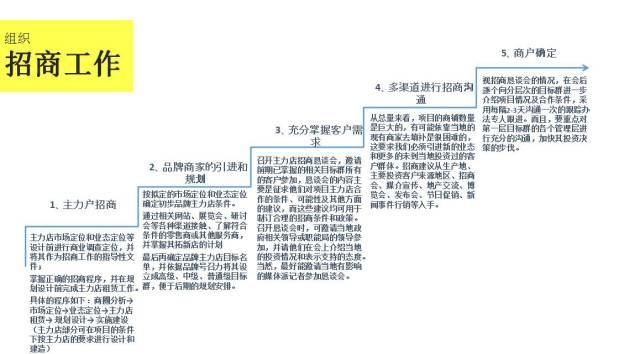 组织
招商工作
1、主力户招商
主力店市场定位和业态定位等
设计前进行商业调查定位，并
将其作为招商工作的指导性文
件；
掌握正确的招商程序，并在规
划设计前完成主力店租赁工作。
具体的程序如下：商圈分析→
市场定位→业态定位→主力店
租赁→ 规划设计→ 实施建设
（主力店部分可在项目的条件
下按主力店的要求进行设计和
建造）
2、品牌商家的引进和
规划
按拟定的市场定位和业态定位
确定初步品牌主力店条件。
通过相关网站、展览会、研讨
会等各种渠道接触、了解符合
条件的零售商或其他服务商，
并掌握其拓新店的计划
最后再确定品牌主力店目标名
单，并依据品牌号召力将其设
立成高级、中级、普通级目标
群，便于后期的规划安排。
3、充分掌握客户需
求
召开主力店招商恳谈会，邀请
前期已掌握的相关目标群所有
的客户参加，恳谈会的内容主
要是征求他们对项目主力店合
作的条件、可能性及其他方面
的建议，而这些建议均可用于
制订合理的招商条件和政策。
召开恳谈会时，可邀请当地政
府相关领导或职能局的领导参
加，并请他们在会上介绍当地
的投资情况和表示支持的态度。
当然，最好能邀请当地有影响
的媒体派记者参加恳谈会。
4、多渠道进行招商沟
通
从总量来看，项目的商铺数量
是巨大的，有可能依靠当地的
现有商家去填补是很困难的，
这要求我们必须引进新的业态
和更多的未到当地投资过的客
户群体。招商建议从生产地、
主要投资客户来源地区、招商
会、媒介宣传、地产交流、博
览会、发布会、节日促销、新
闻事件行销等入手。
5、商户确定
视招商恳谈会的情况，在会后
逐个向分层次的目标群进一步
介绍项目情况及合作条件，采
用每隔2-3天沟通一次的跟踪办
法专人跟进。而且，要重点对
第一层目标群的各个管理层进
行充分的沟通，加快其投资决
策的步伐。